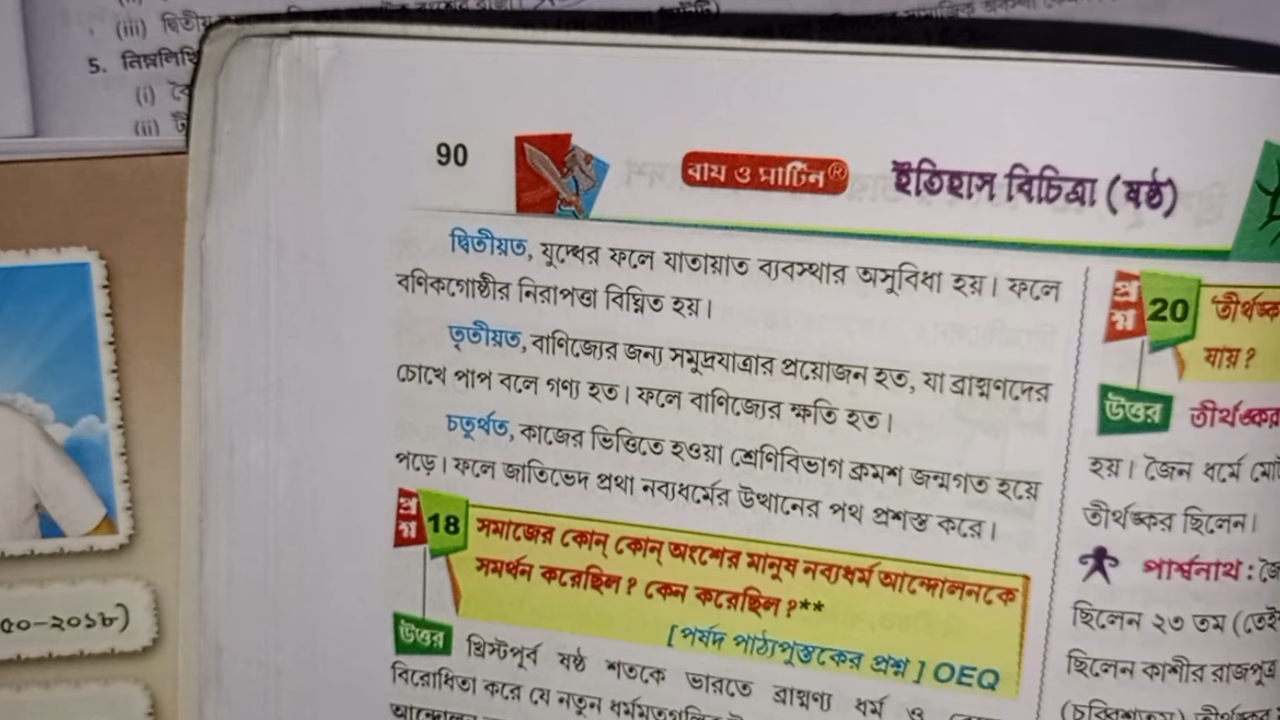 (iii) দ্বিতীয়
5. নিম্নলিখি
(i)
(ii)
৫০-২০১৮)
90
রায় ও মার্টিন® ইতিহাস বিচিত্রা (ষষ্ঠ)
দ্বিতীয়ত, যুদ্ধের ফলে যাতায়াত ব্যবস্থার অসুবিধা হয়। ফলে
বণিকগোষ্ঠীর নিরাপত্তা বিঘ্নিত হয়।
তৃতীয়ত, বাণিজ্যের জন্য সমুদ্রযাত্রার প্রয়োজন হত, যা ব্রাহ্মণদের
চোখে পাপ বলে গণ্য হত। ফলে বাণিজ্যের ক্ষতি হত।
চতুর্থত, কাজের ভিত্তিতে হওয়া শ্রেণিবিভাগ ক্রমশ জন্মগত হয়ে
পড়ে। ফলে জাতিভেদ প্রথা নব্যধর্মের উত্থানের পথ প্রশস্ত করে।
প্রশ্ন 18 সমাজের কোন্ কোন্ অংশের মানুষ নব্যধর্ম আন্দোলনকে
সমর্থন করেছিল? কেন করেছিল?**
[পর্ষদ পাঠ্যপুস্তকের প্রশ্ন] OEQ
উত্তর খ্রিস্টপূর্ব ষষ্ঠ শতকে ভারতে ব্রাহ্মণ্য ধর্ম ও
বিরোধিতা করে যে নতুন ধর্মমতগুলির
প্রশ্ন 20 'তীর্থঙ্ক
যায়?
উত্তর তীর্থঙ্কর
হয়। জৈন ধর্মে মো
তীর্থঙ্কর ছিলেন।
পার্শ্বনাথ: জৈ
ছিলেন ২৩ তম (তেই
ছিলেন কাশীর রাজপুত্র